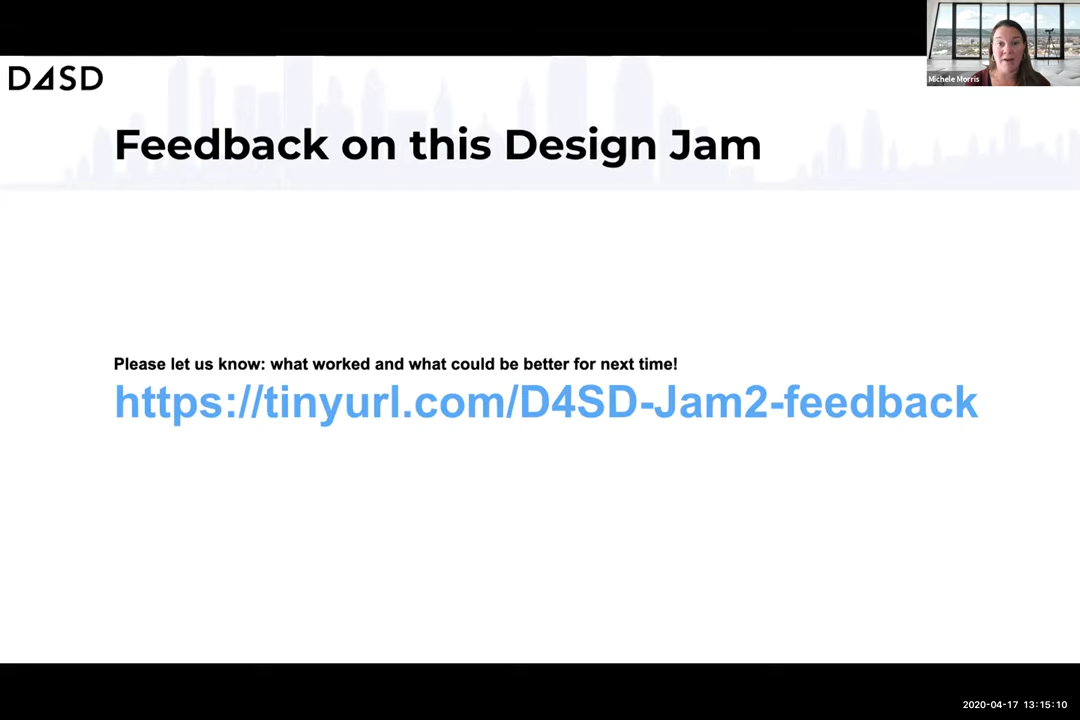 D4SD
Michele Morris
Feedback on this Design Jam
Please let us know: what worked and what could be better for next time!
https://tinyurl.com/D4SD-Jam2-feedback
2020-04-17 13:15:10